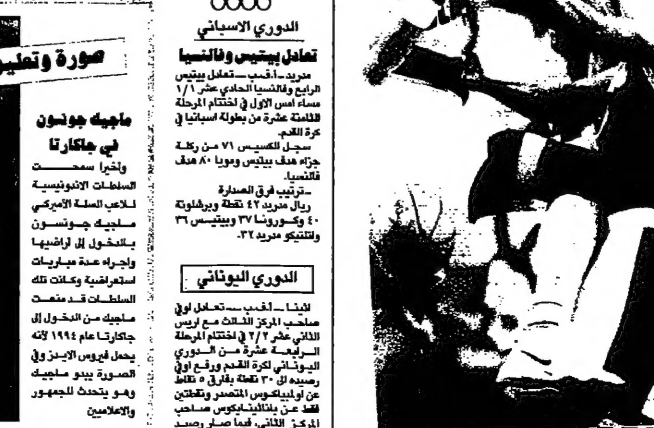 الدوري الاسباني
تعادل بيتيس وفالنسيا
مدريد ـ أ.ف.ب ـ تعادل بيتيس
الرابع وفالنسيا الحادي عشر ١/١
مساء امس الاول في اختتام المرحلة
الثامنة عشرة من بطولة اسبانيا في
كرة القدم.
سجل الكسيس ٧١ من ركلة
جزاء هدف بيتيس ومويا ٨٠ هدف
فالنسيا.
ـ ترتيب فرق الصدارة
ريال مدريد ٤٢ نقطة وبرشلونة
٤٠ وكورونا ٣٧ وبيتيس ٣٦
واتلتيكو مدريد ٣٢.
الدوري اليوناني
اثينا ـ أ.ف.ب ـ تعادل اوفي
صاحب المركز الثالث مع اريس
الثاني عشر ٢/٢ في اختتام المرحلة
الرابعة عشرة من الدوري
اليوناني لكرة القدم ورفع اوفي
رصيده الى ٣٠ نقطة بفارق ٥ نقاط
عن اولمبياكوس المتصدر ونقطتين
فقط عن باناثينايكوس صاحب
المركز الثاني، فيما صار رصيد
صورة وتعليق
ماجيك جونسون
في جاكارتا
واخيرا سمحت
السلطات الاندونيسية
للاعب السلة الأميركي
ماجيك جونسون
بالدخول إلى اراضيها
واجراء عدة مباريات
استعراضية وكانت تلك
السلطات قد منعت
ماجيك من الدخول إلى
جاكارتا عام ١٩٩٤ لأنه
يحمل فيروس الايدز وفي
الصورة يبدو ماجيك
وهو يتحدث للجمهور
والاعلاميين